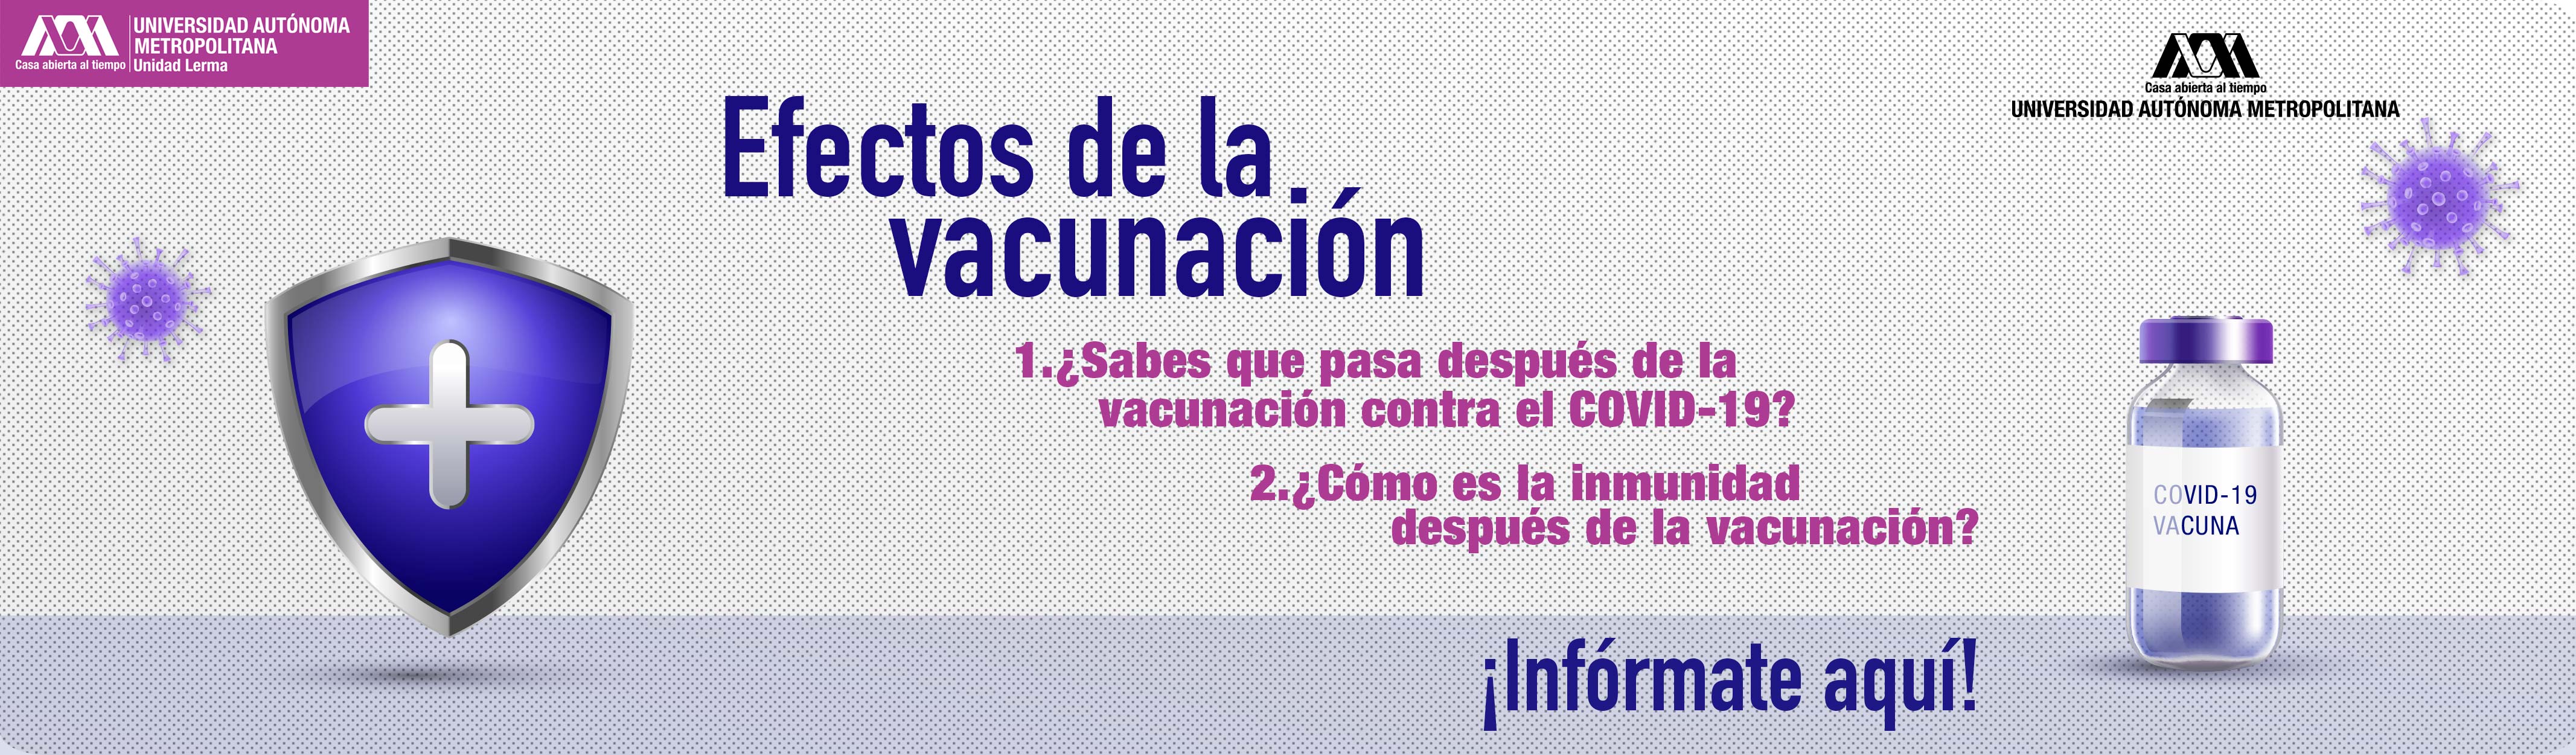 UNIVERSIDAD AUTÓNOMA
METROPOLITANA
Casa abierta al tiempo Unidad Lerma
Casa abierta al tiempo
UNIVERSIDAD AUTÓNOMA METROPOLITANA
Efectos de la
vacunación
1.¿Sabes que pasa después de la
vacunación contra el COVID-19?
2.¿Cómo es la inmunidad
después de la vacunación?
COVID-19
VACUNA
¡Infórmate aquí!